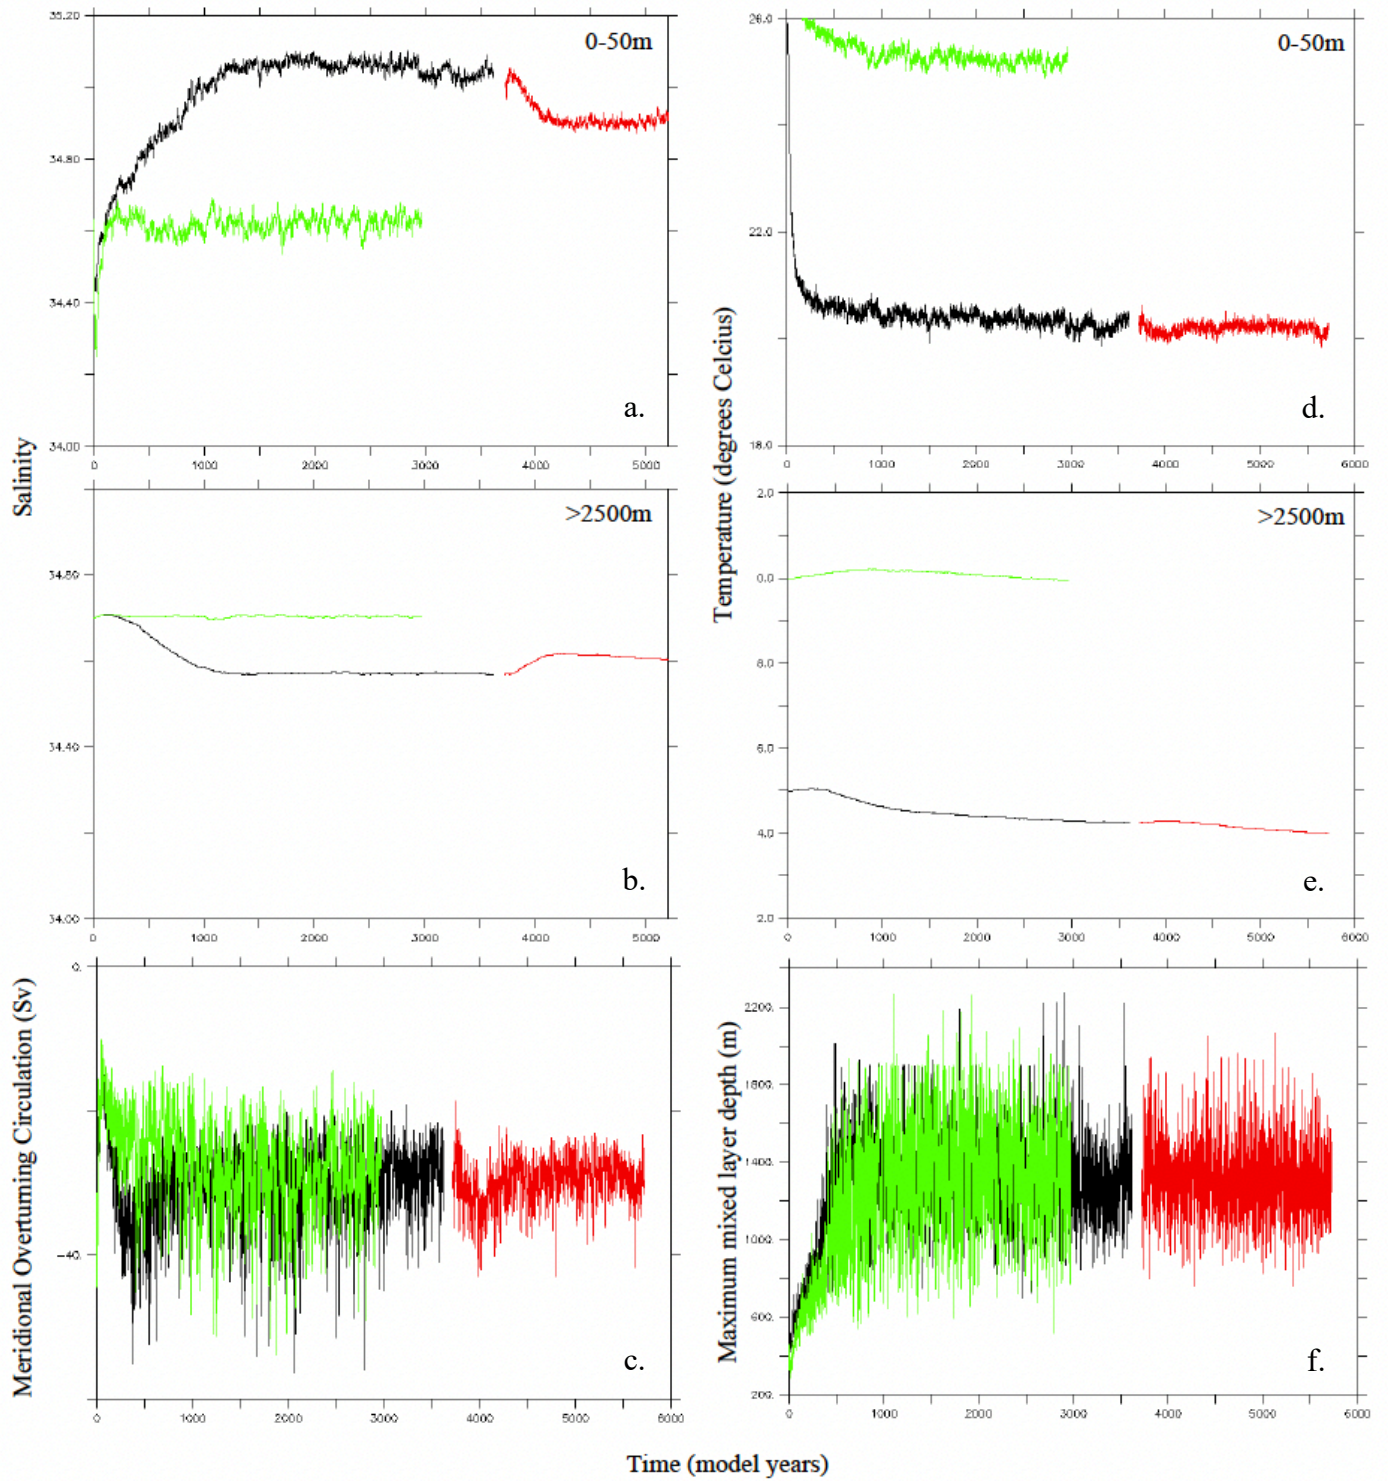 35.20
34.80
34.40
34.00
0-50m
a.
0 1000 2000 3000 4000 5000
Salinity
34.80
34.40
34.00
>2500m
b.
0 1000 2000 3000 4000 5000
Meridional Overturning Circulation (Sv)
0.
-40.
c.
0 1000 2000 3000 4000 5000 6000
26.0
22.0
18.0
0-50m
d.
0 1000 2000 3000 4000 5000 6000
Temperature (degrees Celcius)
2.0
0.0
8.0
6.0
4.0
2.0
>2500m
e.
0 1000 2000 3000 4000 5000 6000
Maximum mixed layer depth (m)
2200.
1800.
1400.
1000.
600.
200.
f.
0 1000 2000 3000 4000 5000 6000
Time (model years)